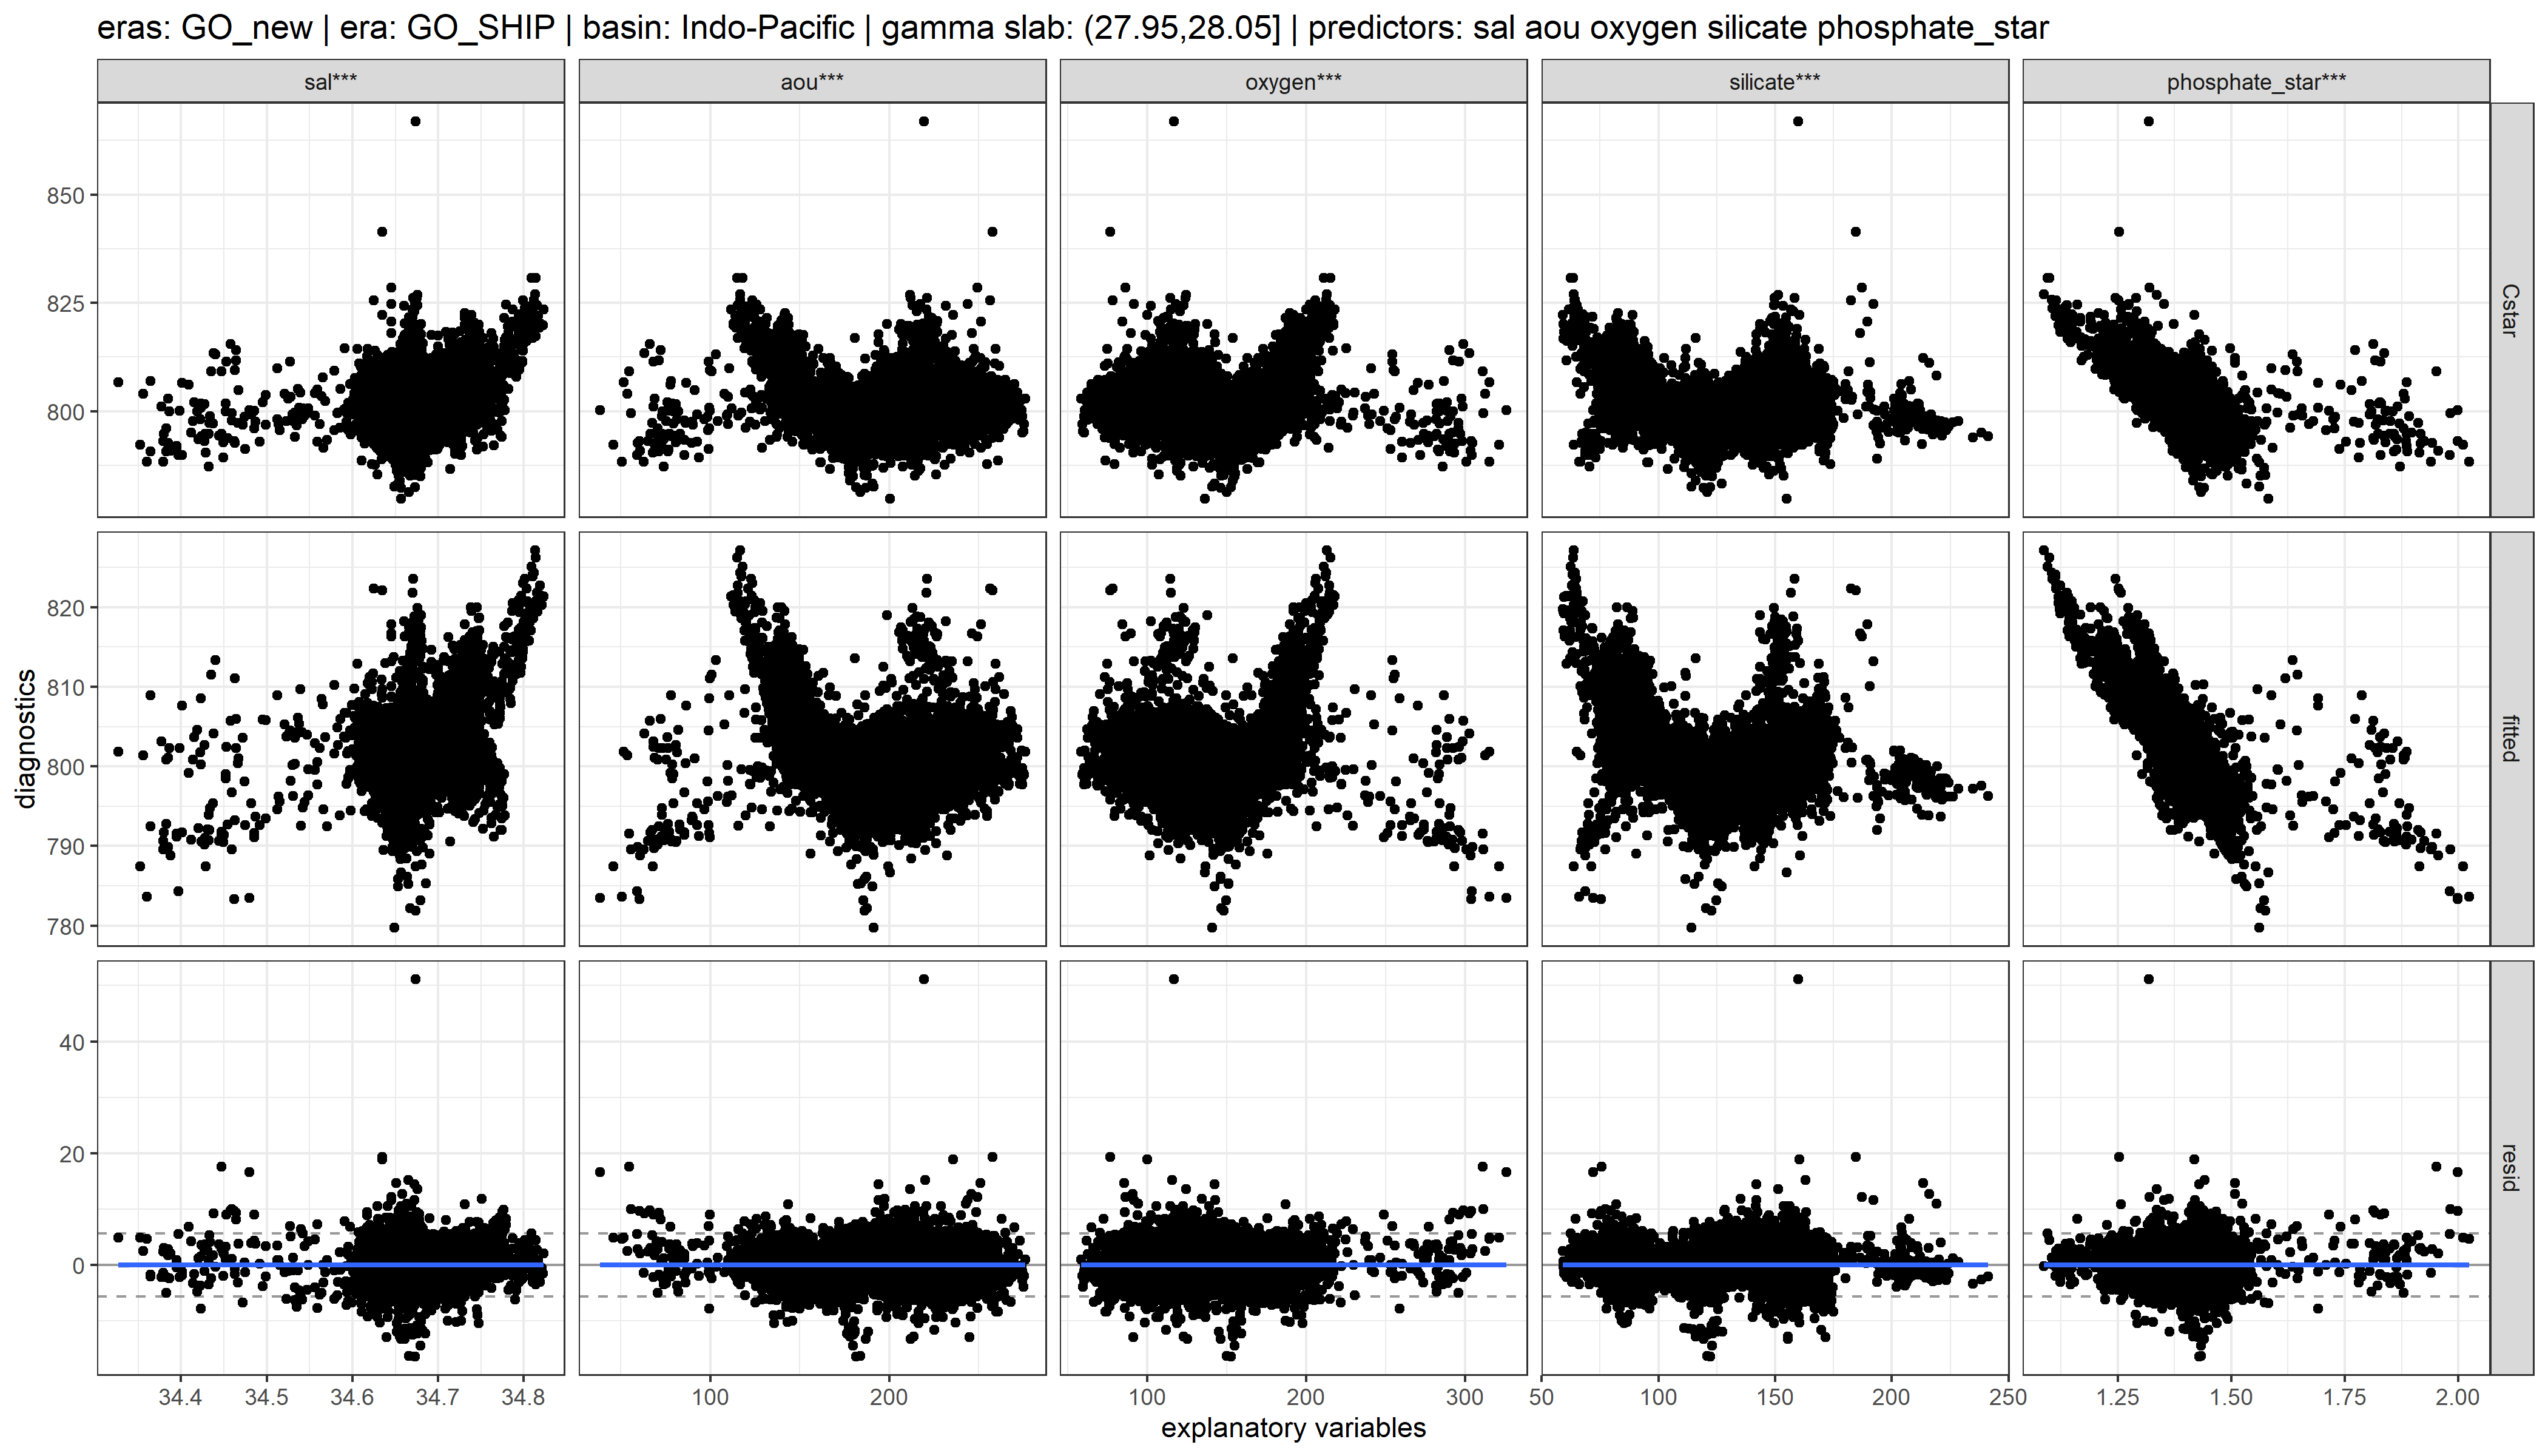 eras: GO_new | era: GO_SHIP | basin: Indo-Pacific | gamma slab: (27.95,28.05] | predictors: sal aou oxygen silicate phosphate_star
sal*** aou*** oxygen*** silicate*** phosphate_star***
850
825
800
Cstar
820
810
800
790
780
fitted
diagnostics
40
20
0
resid
34.4 34.5 34.6 34.7 34.8 100 200 100 200 300 50 100 150 200 250 1.25 1.50 1.75 2.00
explanatory variables